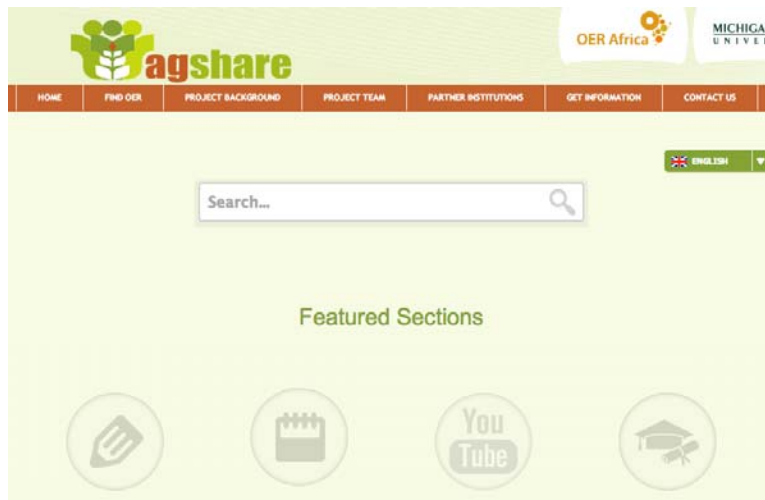 agshare
OER Africa
MICHIGA
UNIVE
HOME FIND OER PROJECT BACKGROUND PROJECT TEAM PARTNER INSTITUTIONS GET INFORMATION CONTACT US
ENGLISH
Search...
Featured Sections
You
Tube